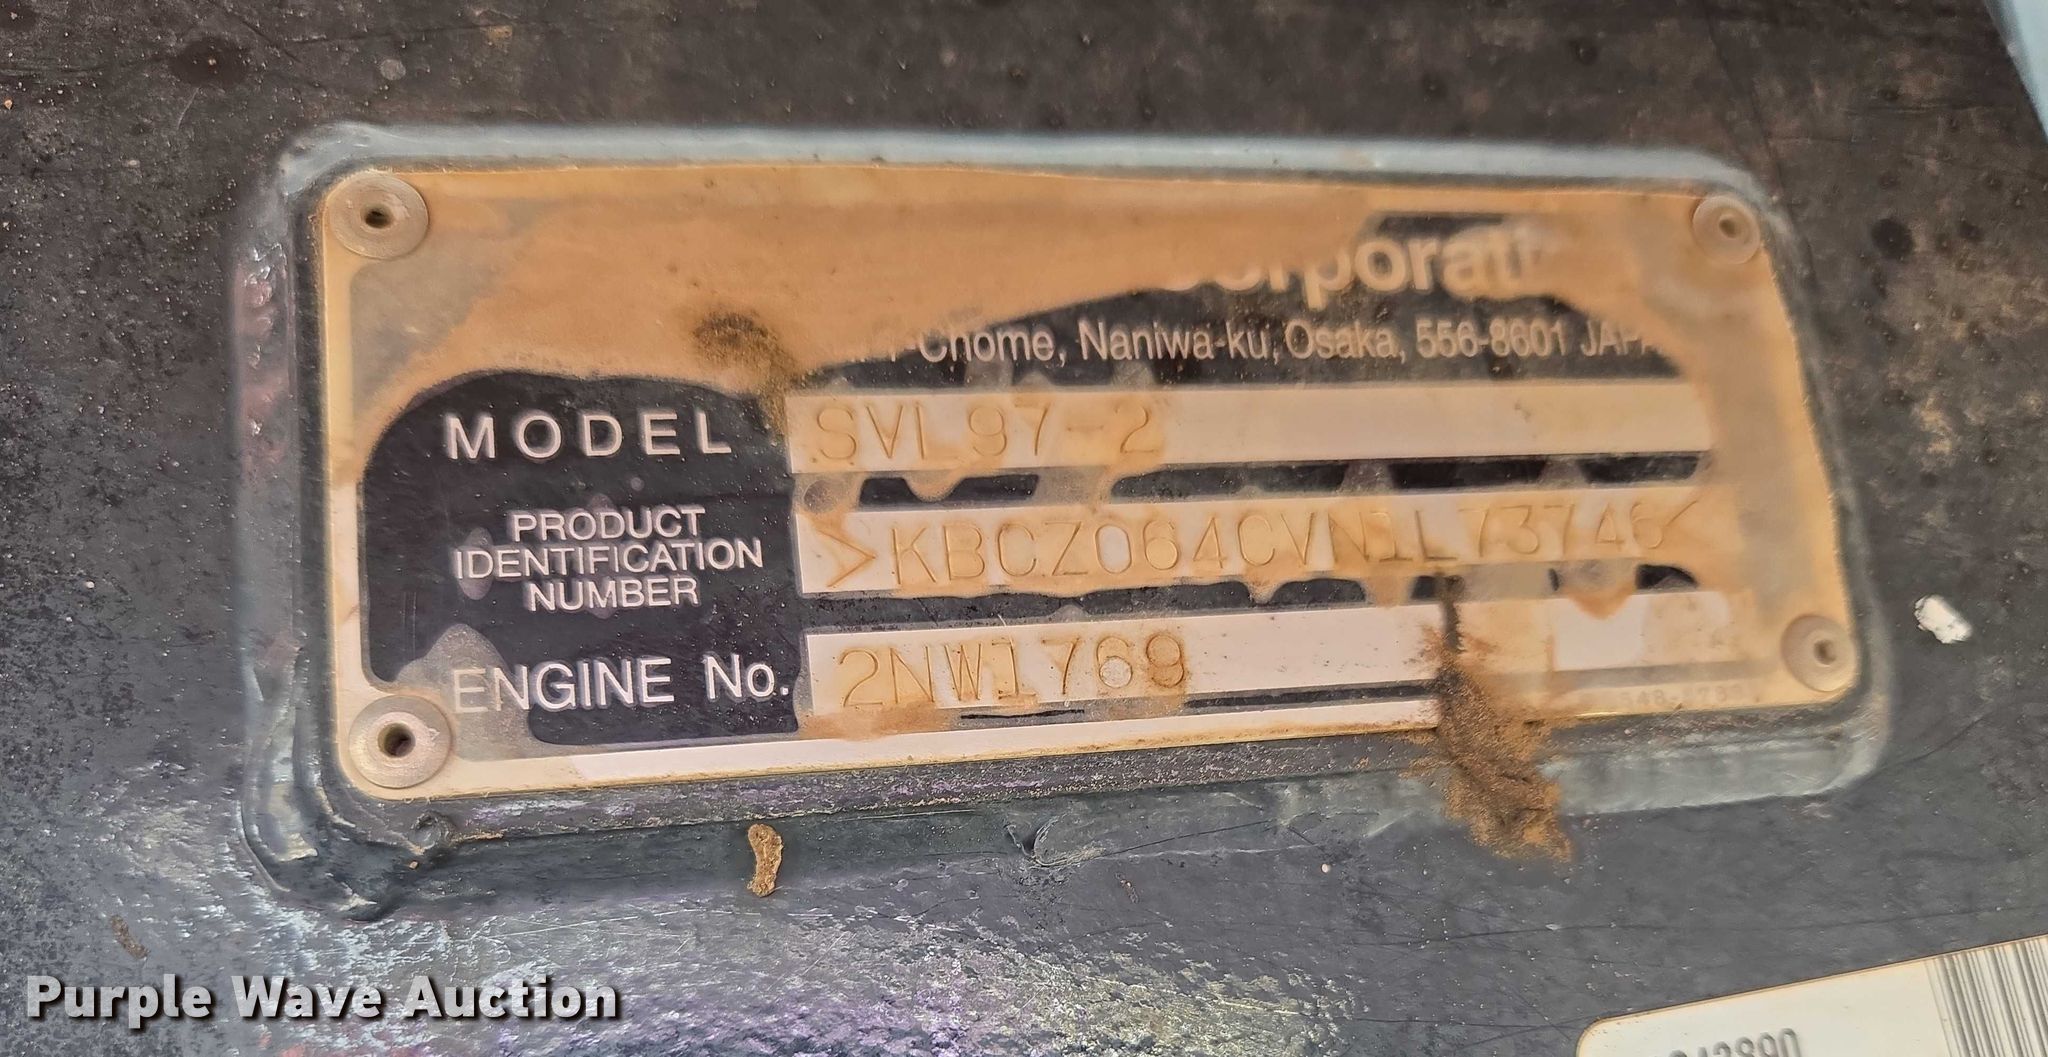 Corporati
-Chome, Naniwa-ku, Osaka, 556-8601 JAPA
MODEL SVL97-2
PRODUCT
IDENTIFICATION
NUMBER
>KBCZ064CVN1L73746<
ENGINE No. 2NW1769
Purple Wave Auction